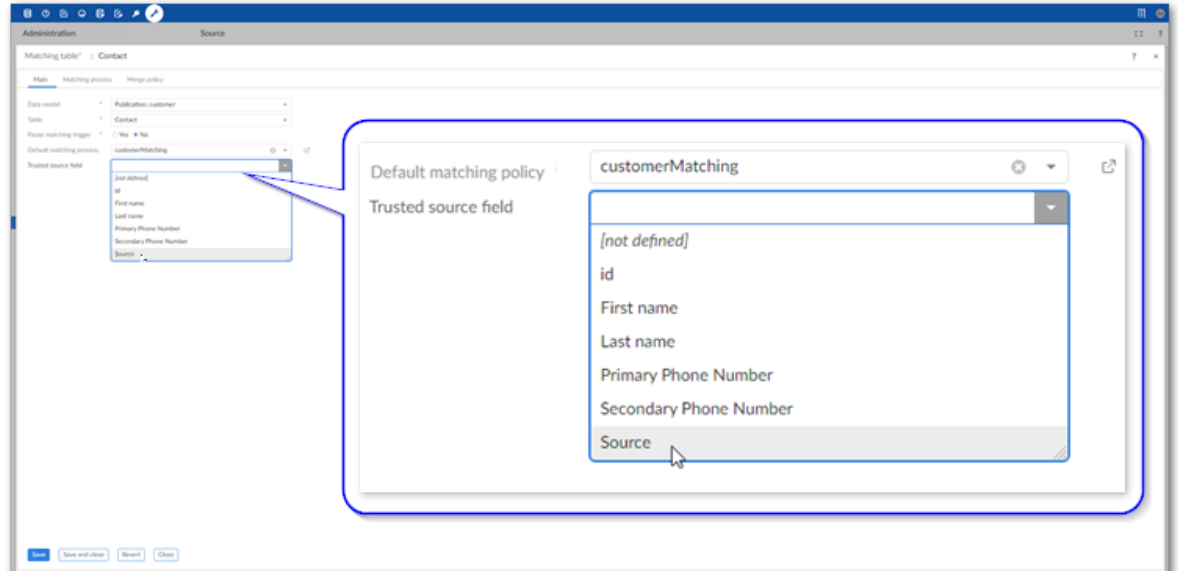 Administration Source
?
Matching table* : Contact
? ×
Main Matching process Merge policy
Data model * Publication: customer
Table * Contact
Pause matching trigger * Yes No
Default matching process customerMatching
Trusted source field
[not defined]
id
First name
Last name
Primary Phone Number
Secondary Phone Number
Source
Default matching policy customerMatching
Trusted source field
[not defined]
id
First name
Last name
Primary Phone Number
Secondary Phone Number
Source
Save Save and close Revert Close